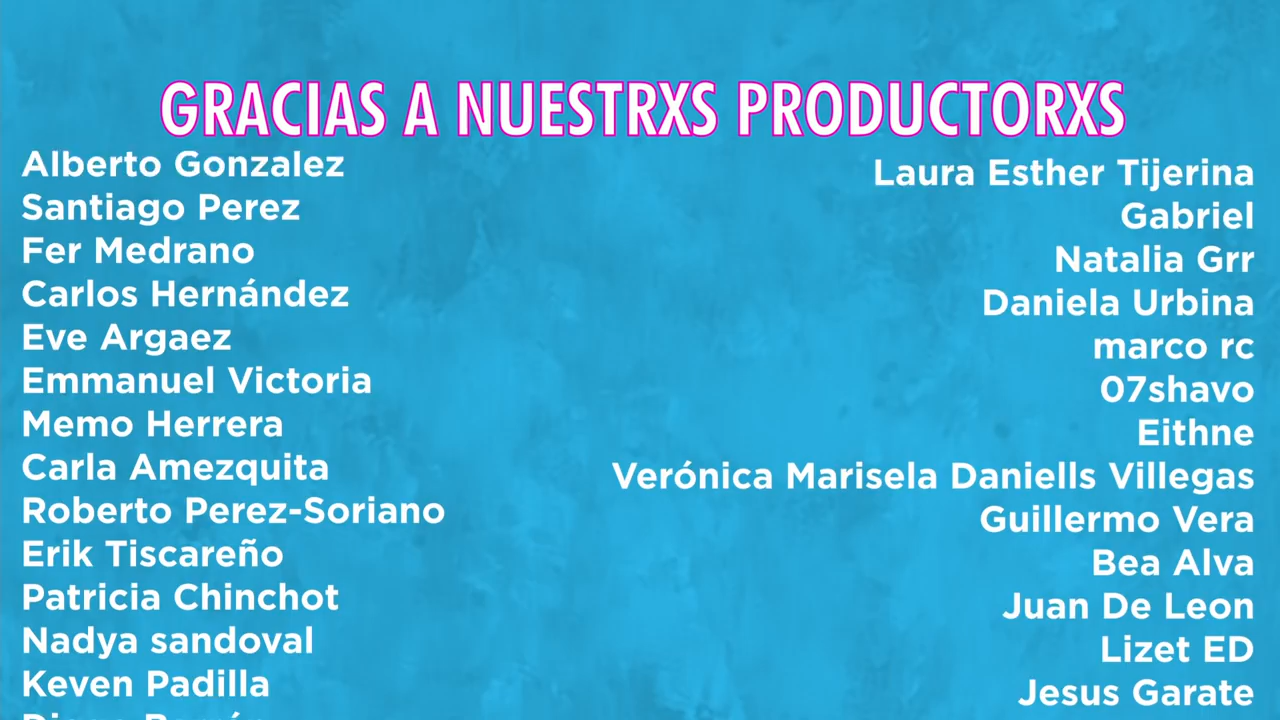 GRACIAS A NUESTRXS PRODUCTORXS
Alberto Gonzalez
Santiago Perez
Fer Medrano
Carlos Hernández
Eve Argaez
Emmanuel Victoria
Memo Herrera
Carla Amezquita
Roberto Perez-Soriano
Erik Tiscareño
Patricia Chinchot
Nadya sandoval
Keven Padilla
Laura Esther Tijerina
Gabriel
Natalia Grr
Daniela Urbina
marco rc
07shavo
Eithne
Verónica Marisela Daniells Villegas
Guillermo Vera
Bea Alva
Juan De Leon
Lizet ED
Jesus Garate